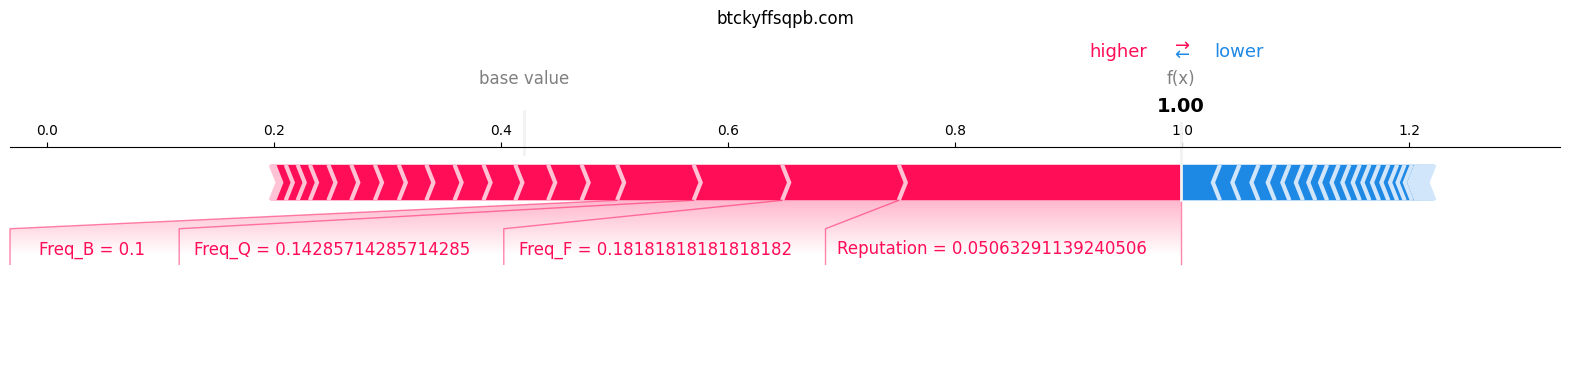 btckyffsqpb.com
higher → lower
←
base value f(x)
1.00
0.0 0.2 0.4 0.6 0.8 1 0 1.2
Freq_B = 0.1 Freq_Q = 0.14285714285714285 Freq_F = 0.18181818181818182 Reputation = 0.05063291139240506